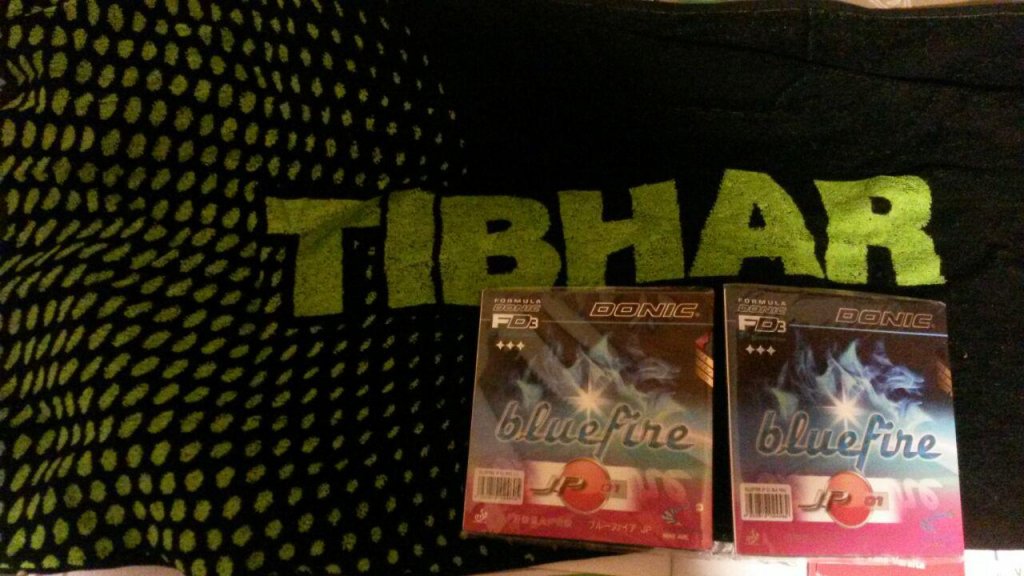 TIBHAR
FORMULA
DONIC
FD3
DONIC
bluefire
JP 01
ブルーファイア JP
FORMULA
DONIC
FD3
DONIC
bluefire
JP 01